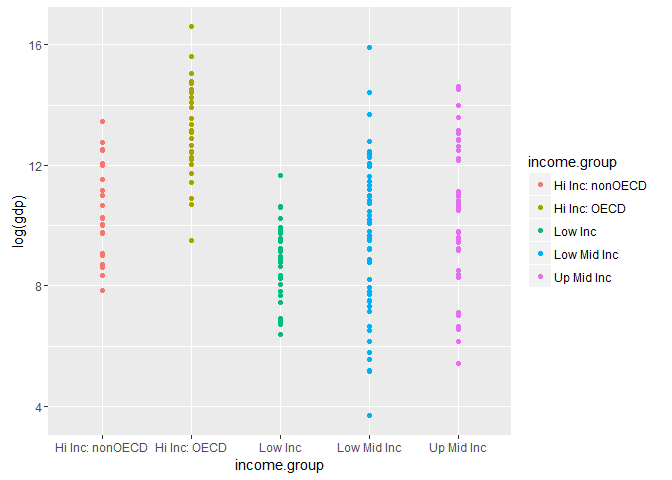 16
12
8
4
log(gdp)
Hi Inc: nonOECD Hi Inc: OECD Low Inc Low Mid Inc Up Mid Inc
income.group
income.group
Hi Inc: nonOECD
Hi Inc: OECD
Low Inc
Low Mid Inc
Up Mid Inc